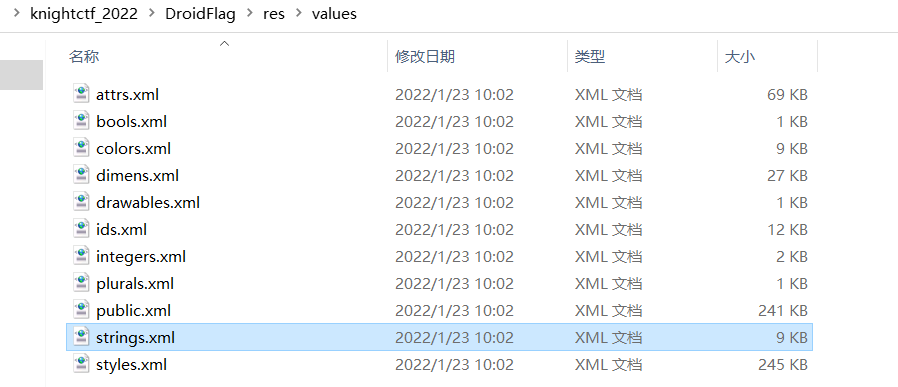 > knightctf_2022 > DroidFlag > res > values
名称 修改日期 类型 大小
attrs.xml 2022/1/23 10:02 XML 文档 69 KB
bools.xml 2022/1/23 10:02 XML 文档 1 KB
colors.xml 2022/1/23 10:02 XML 文档 9 KB
dimens.xml 2022/1/23 10:02 XML 文档 27 KB
drawables.xml 2022/1/23 10:02 XML 文档 1 KB
ids.xml 2022/1/23 10:02 XML 文档 12 KB
integers.xml 2022/1/23 10:02 XML 文档 2 KB
plurals.xml 2022/1/23 10:02 XML 文档 1 KB
public.xml 2022/1/23 10:02 XML 文档 241 KB
strings.xml 2022/1/23 10:02 XML 文档 9 KB
styles.xml 2022/1/23 10:02 XML 文档 245 KB